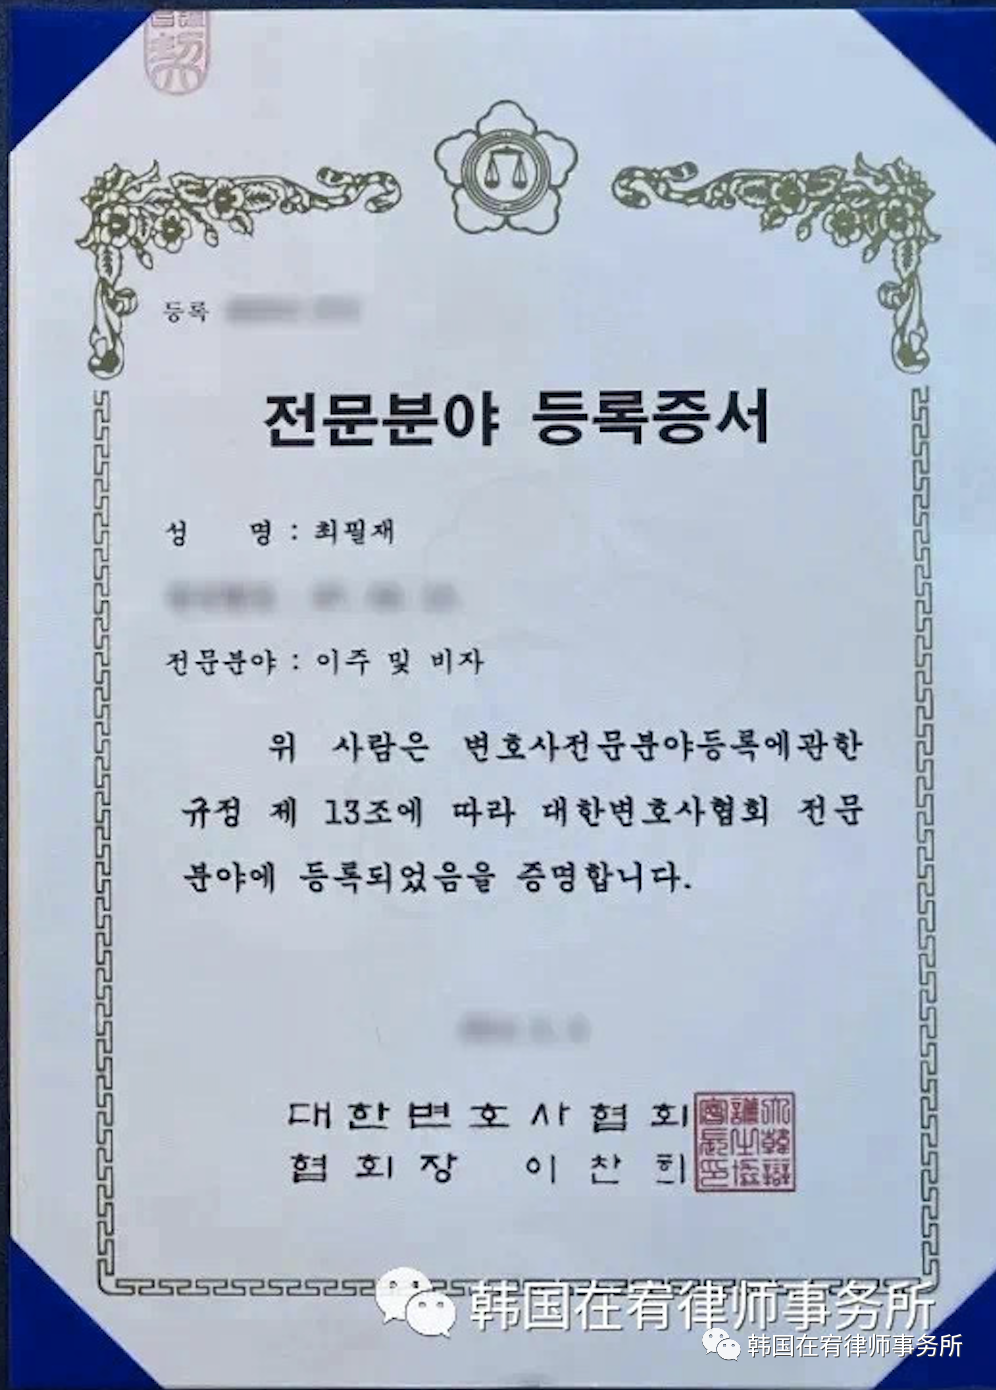 등록
전문분야 등록증서
성 명 : 최필재
전문분야 : 이주 및 비자
위 사람은 변호사전문분야등록에관한
규정 제 13조에 따라 대한변호사협회 전문
분야에 등록되었음을 증명합니다.
대한변호사협회
협회장 이찬희
韩国在宥律师事务所
韩国在宥律师事务所